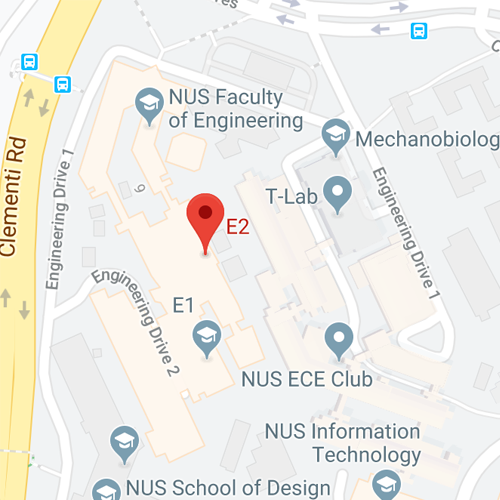 NUS Faculty
of Engineering
Mechanobiolog
T-Lab
Engineering Drive 1
Clementi Rd
Engineering Drive 1
9
E2
Engineering Drive 2
E1
NUS ECE Club
NUS Information
Technology
NUS School of Design